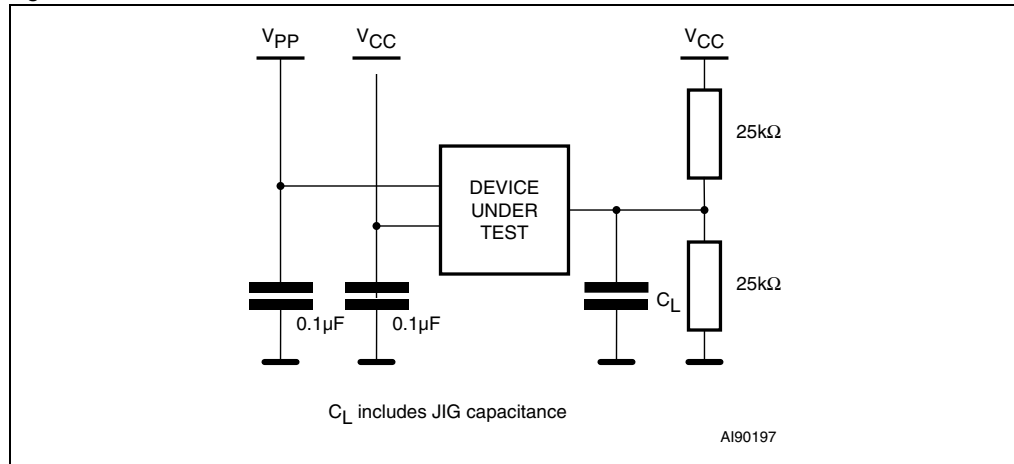 VPP
VCC
VCC
25kΩ
DEVICE
UNDER
TEST
25kΩ
CL
0.1µF
0.1µF
CL includes JIG capacitance
AI90197